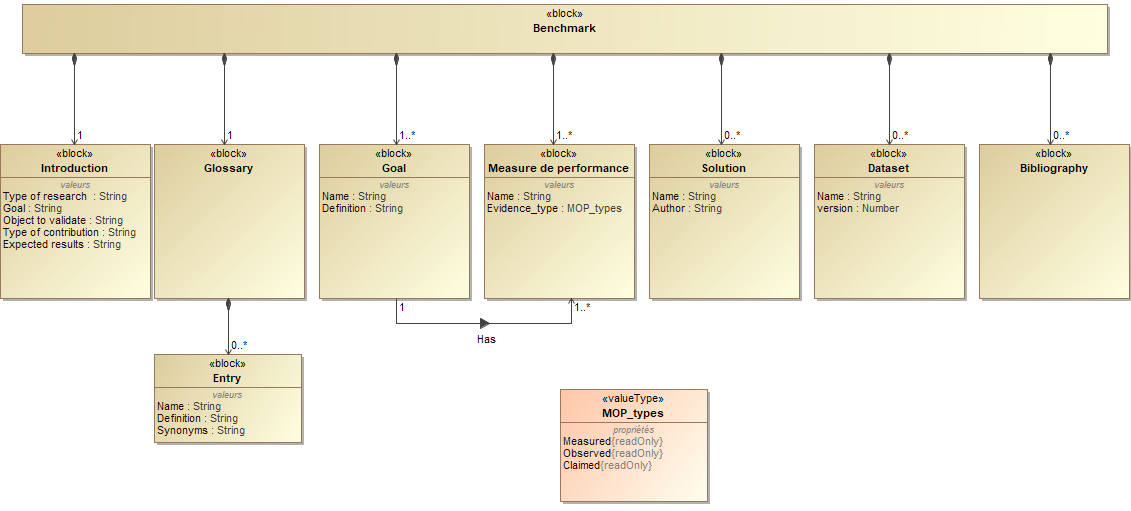 «block»
Benchmark
1
1
1..*
1..*
0..*
0..*
0..*
«block»
Introduction
valeurs
Type of research : String
Goal : String
Object to validate : String
Type of contribution : String
Expected results : String
«block»
Glossary
«block»
Goal
valeurs
Name : String
Definition : String
«block»
Measure de performance
valeurs
Name : String
Evidence_type : MOP_types
«block»
Solution
valeurs
Name : String
Author : String
«block»
Dataset
valeurs
Name : String
version : Number
«block»
Bibliography
1
1..*
Has
0..*
«block»
Entry
valeurs
Name : String
Definition : String
Synonyms : String
«valueType»
MOP_types
propriétés
Measured{readOnly}
Observed{readOnly}
Claimed{readOnly}